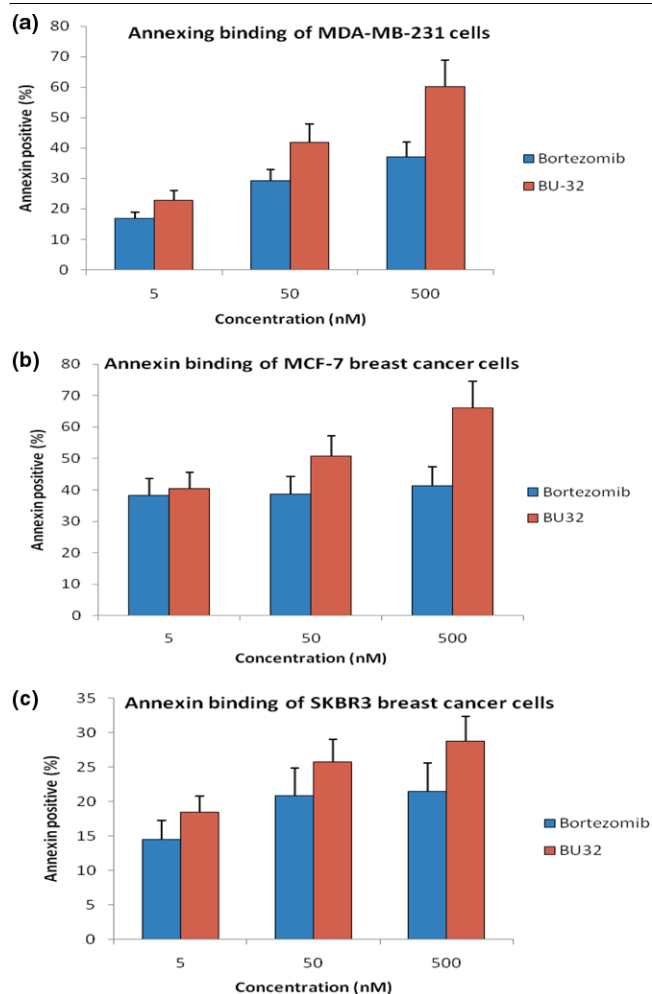 (a)
Annexing binding of MDA-MB-231 cells
Annexin positive (%)
80
70
60
50
40
30
20
10
0
5 50 500
Concentration (nM)
Bortezomib
BU-32
(b)
Annexin binding of MCF-7 breast cancer cells
Annexin positive (%)
80
70
60
50
40
30
20
10
0
5 50 500
Concentration (nM)
Bortezomib
BU32
(c)
Annexin binding of SKBR3 breast cancer cells
Annexin positive (%)
35
30
25
20
15
10
5
0
5 50 500
Concentration (nM)
Bortezomib
BU32